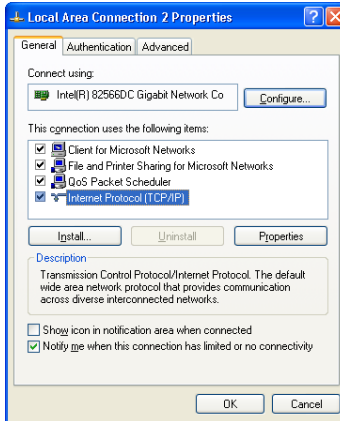 Local Area Connection 2 Properties
General Authentication Advanced
Connect using:
Intel(R) 82566DC Gigabit Network Co
Configure...
This connection uses the following items:
Client for Microsoft Networks
File and Printer Sharing for Microsoft Networks
QoS Packet Scheduler
Internet Protocol (TCP/IP)
Install... Uninstall Properties
Description
Transmission Control Protocol/Internet Protocol. The default
wide area network protocol that provides communication
across diverse interconnected networks.
Show icon in notification area when connected
Notify me when this connection has limited or no connectivity
OK Cancel